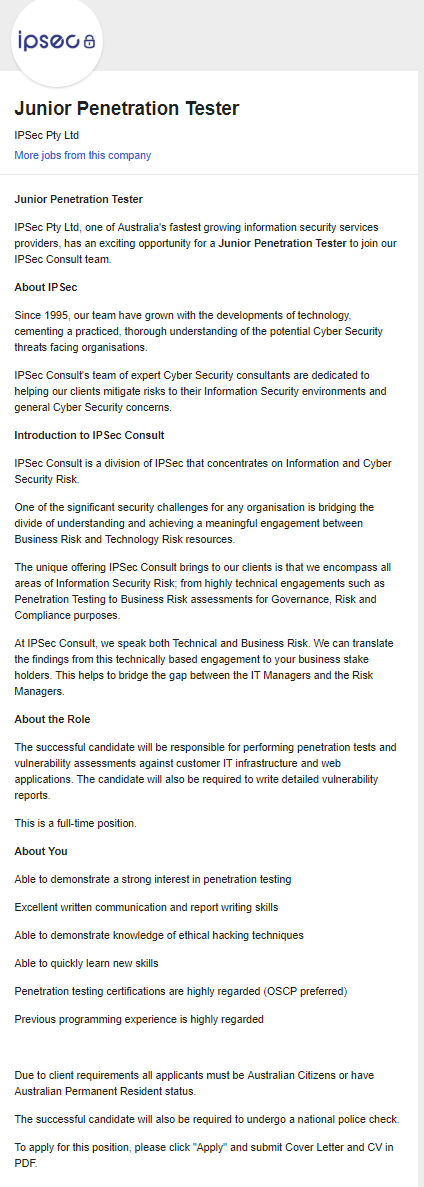 ipsec
Junior Penetration Tester
IPSec Pty Ltd
More jobs from this company
Junior Penetration Tester
IPSec Pty Ltd, one of Australia's fastest growing information security services
providers, has an exciting opportunity for a Junior Penetration Tester to join our
IPSec Consult team.
About IPSec
Since 1995, our team have grown with the developments of technology,
cementing a practiced, thorough understanding of the potential Cyber Security
threats facing organisations.
IPSec Consult's team of expert Cyber Security consultants are dedicated to
helping our clients mitigate risks to their Information Security environments and
general Cyber Security concerns.
Introduction to IPSec Consult
IPSec Consult is a division of IPSec that concentrates on Information and Cyber
Security Risk.
One of the significant security challenges for any organisation is bridging the
divide of understanding and achieving a meaningful engagement between
Business Risk and Technology Risk resources.
The unique offering IPSec Consult brings to our clients is that we encompass all
areas of Information Security Risk; from highly technical engagements such as
Penetration Testing to Business Risk assessments for Governance, Risk and
Compliance purposes.
At IPSec Consult, we speak both Technical and Business Risk. We can translate
the findings from this technically based engagement to your business stake
holders. This helps to bridge the gap between the IT Managers and the Risk
Managers.
About the Role
The successful candidate will be responsible for performing penetration tests and
vulnerability assessments against customer IT infrastructure and web
applications. The candidate will also be required to write detailed vulnerability
reports.
This is a full-time position.
About You
Able to demonstrate a strong interest in penetration testing
Excellent written communication and report writing skills
Able to demonstrate knowledge of ethical hacking techniques
Able to quickly learn new skills
Penetration testing certifications are highly regarded (OSCP preferred)
Previous programming experience is highly regarded
Due to client requirements all applicants must be Australian Citizens or have
Australian Permanent Resident status.
The successful candidate will also be required to undergo a national police check.
To apply for this position, please click "Apply" and submit Cover Letter and CV in
PDF.